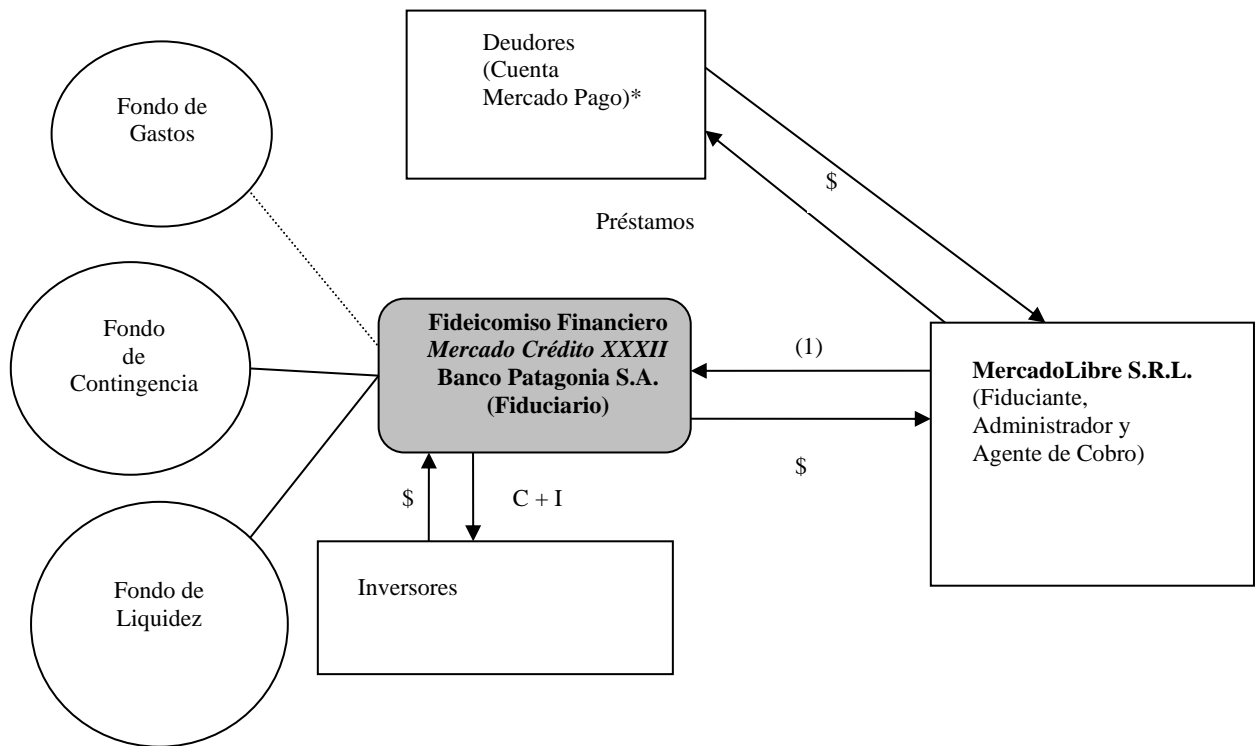 Deudores
(Cuenta
Mercado Pago)*
Fondo de
Gastos
$
Préstamos
Fondo
de
Contingencia
Fideicomiso Financiero
Mercado Crédito XXXII
Banco Patagonia S.A.
(Fiduciario)
(1)
MercadoLibre S.R.L.
(Fiduciante,
Administrador y
Agente de Cobro)
$
$
C + I
Fondo de
Liquidez
Inversores